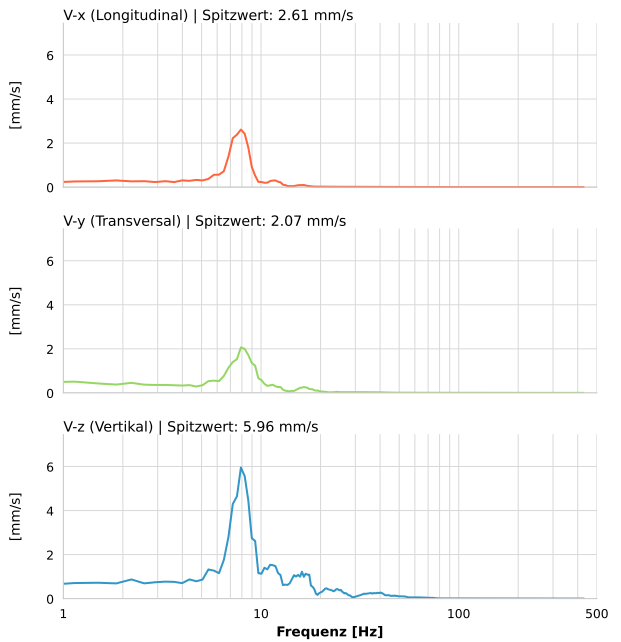 V-x (Longitudinal) | Spitzwert: 2.61 mm/s
6
4
2
0
[mm/s]
V-y (Transversal) | Spitzwert: 2.07 mm/s
6
4
2
0
[mm/s]
V-z (Vertikal) | Spitzwert: 5.96 mm/s
6
4
2
0
[mm/s]
1 10 100 500
Frequenz [Hz]